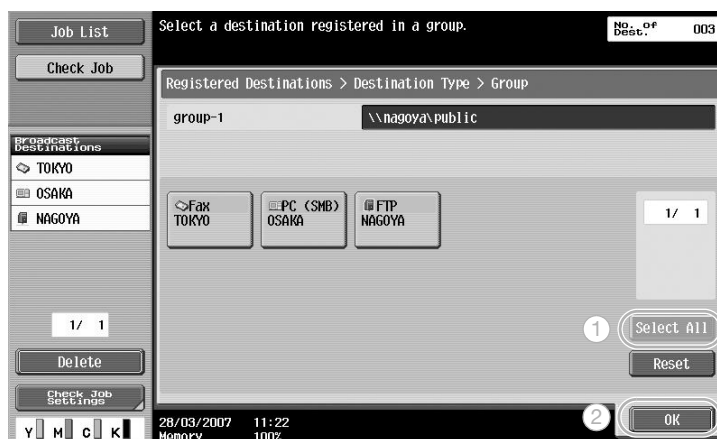 Job List
Check Job
Select a destination registered in a group.
No. of
Dest.
003
Registered Destinations > Destination Type > Group
group-1
\\nagoya\public
Broadcast
Destinations
TOKYO
OSAKA
NAGOYA
Fax
TOKYO
PC (SMB)
OSAKA
FTP
NAGOYA
1/ 1
1
Select All
Reset
1/ 1
Delete
Check Job
Settings
2
OK
Y M C K
28/03/2007 11:22
Memory 100%